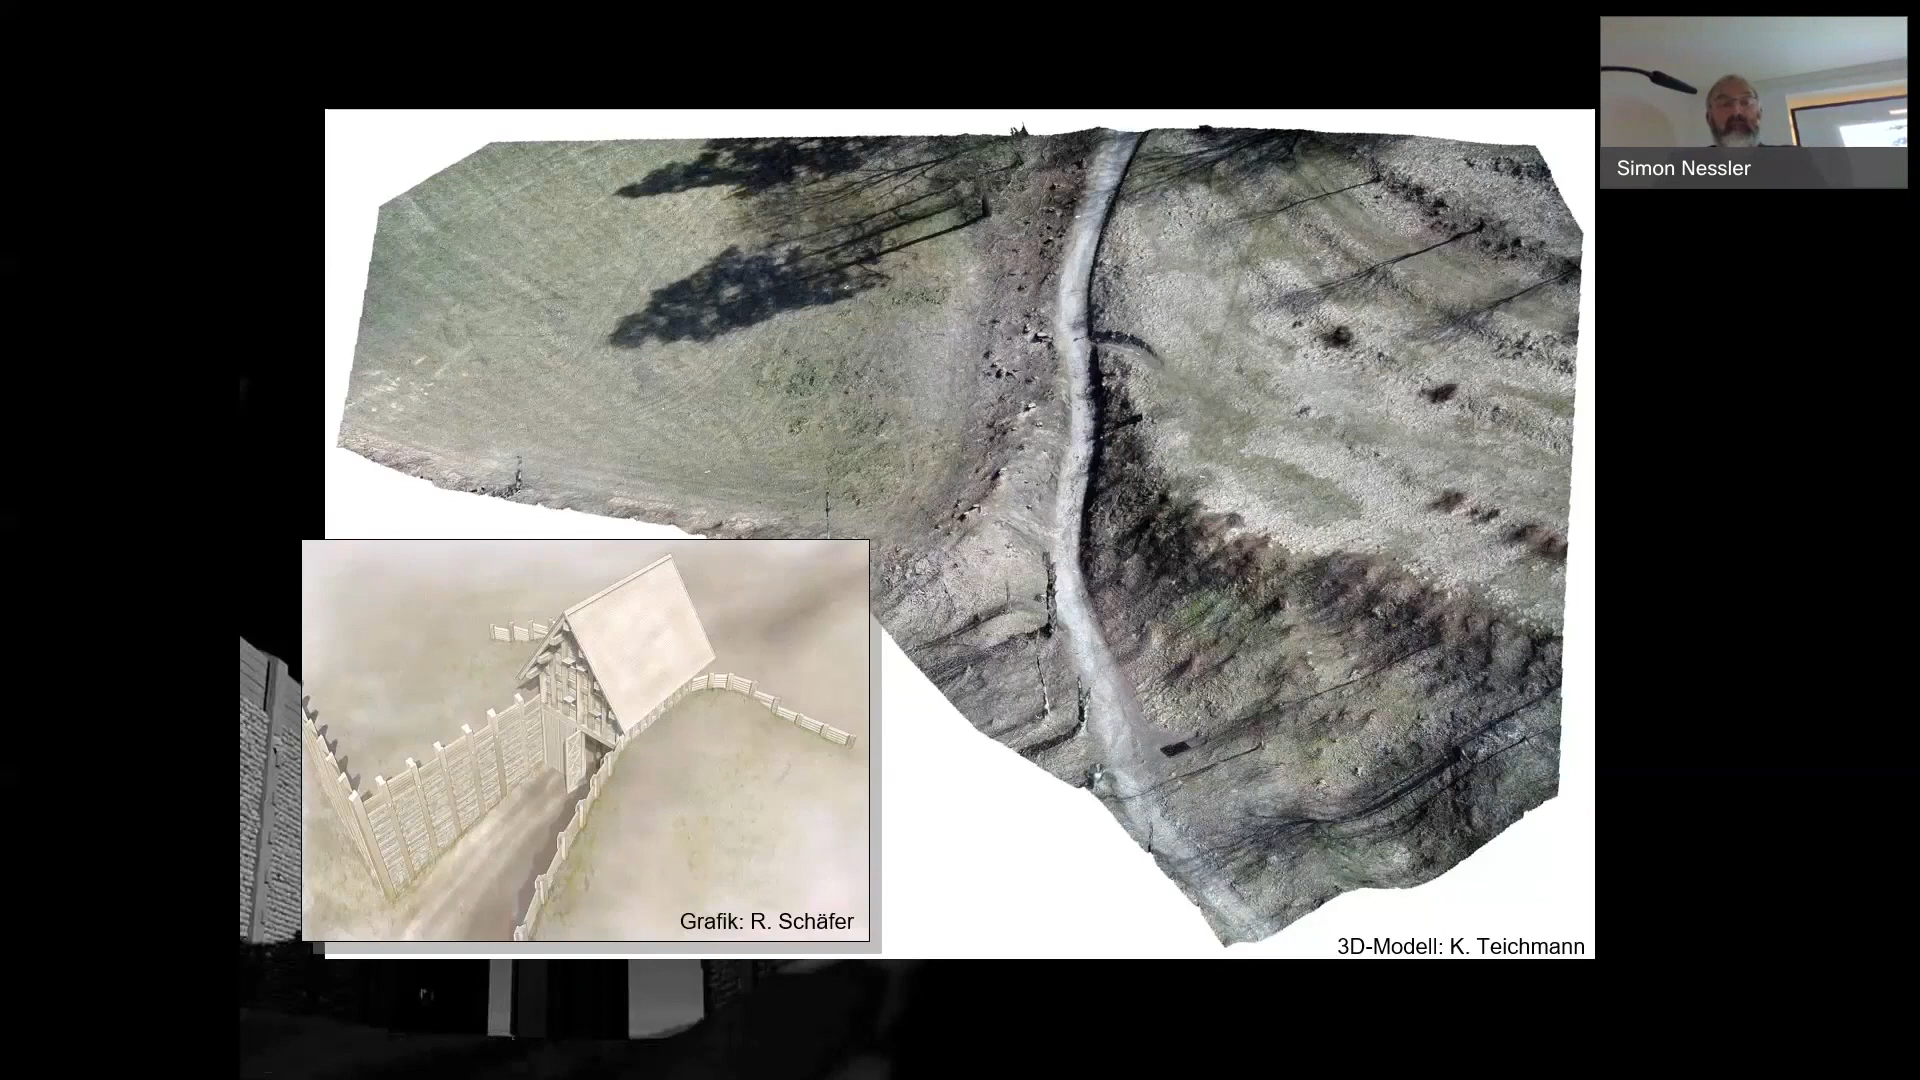 Simon Nessler
Grafik: R. Schäfer
3D-Modell: K. Teichmann